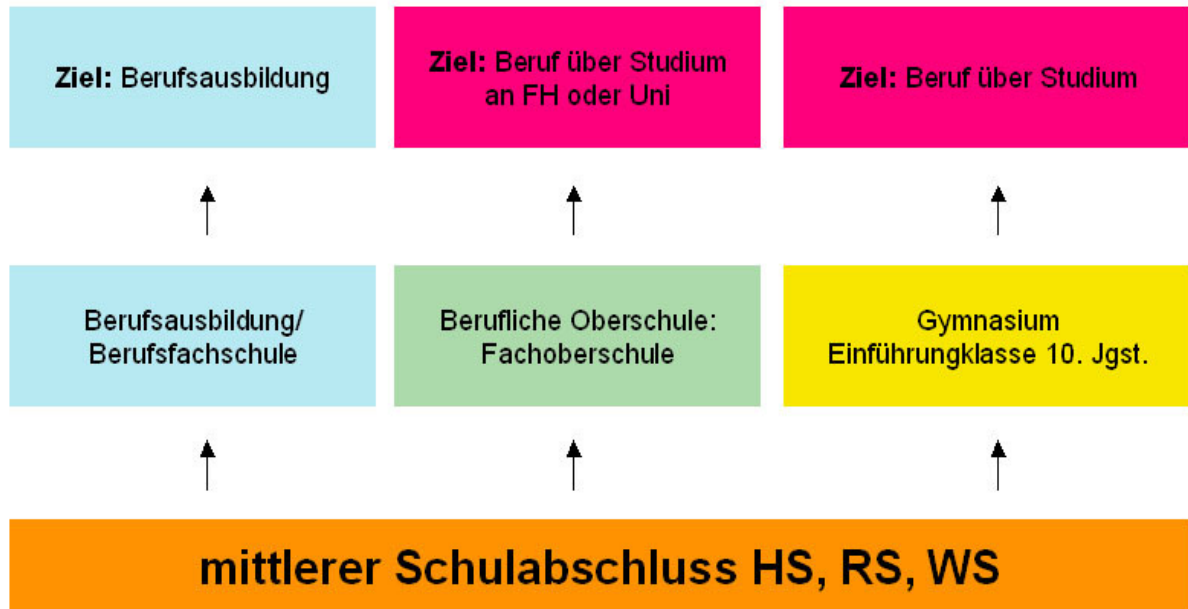 Ziel: Berufsausbildung
Ziel: Beruf über Studium
an FH oder Uni
Ziel: Beruf über Studium
Berufsausbildung/
Berufsfachschule
Berufliche Oberschule:
Fachoberschule
Gymnasium
Einführungklasse 10. Jgst.
mittlerer Schulabschluss HS, RS, WS